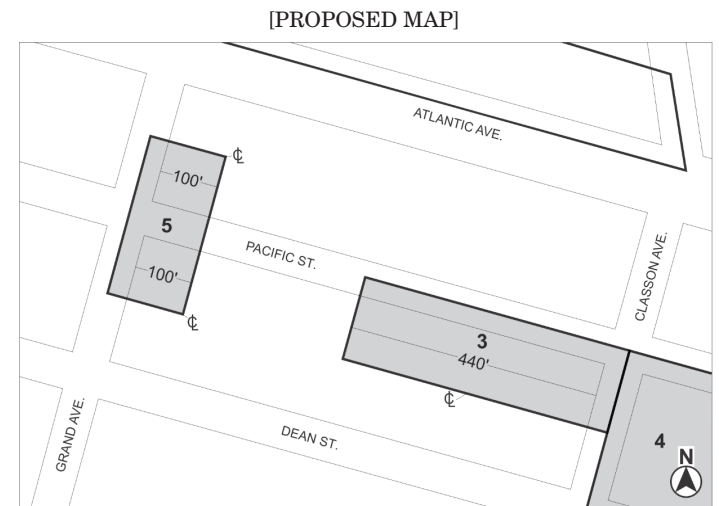 [PROPOSED MAP]
ATLANTIC AVE.
℄
100'
5
PACIFIC ST.
CLASSON AVE.
100'
℄
3
440'
℄
GRAND AVE.
DEAN ST.
4
N